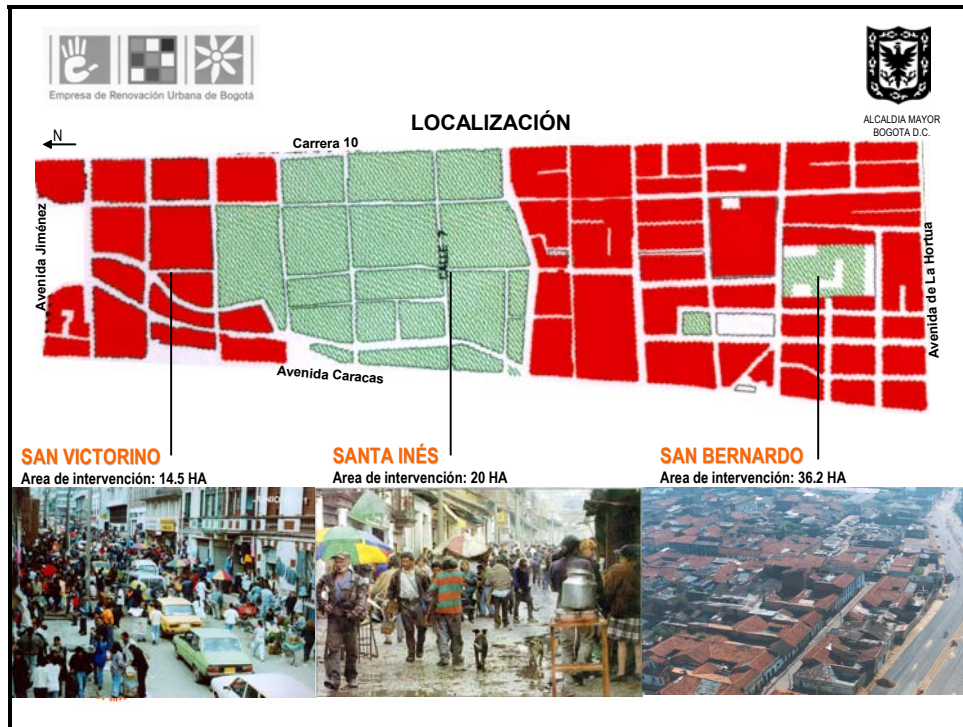 Empresa de Renovación Urbana de Bogotá
ALCALDIA MAYOR
BOGOTA D.C.
LOCALIZACIÓN
N
Carrera 10
Avenida Jiménez
CALLE 7
Avenida de La Hortua
Avenida Caracas
SAN VICTORINO
Area de intervención: 14.5 HA
SANTA INÉS
Area de intervención: 20 HA
SAN BERNARDO
Area de intervención: 36.2 HA